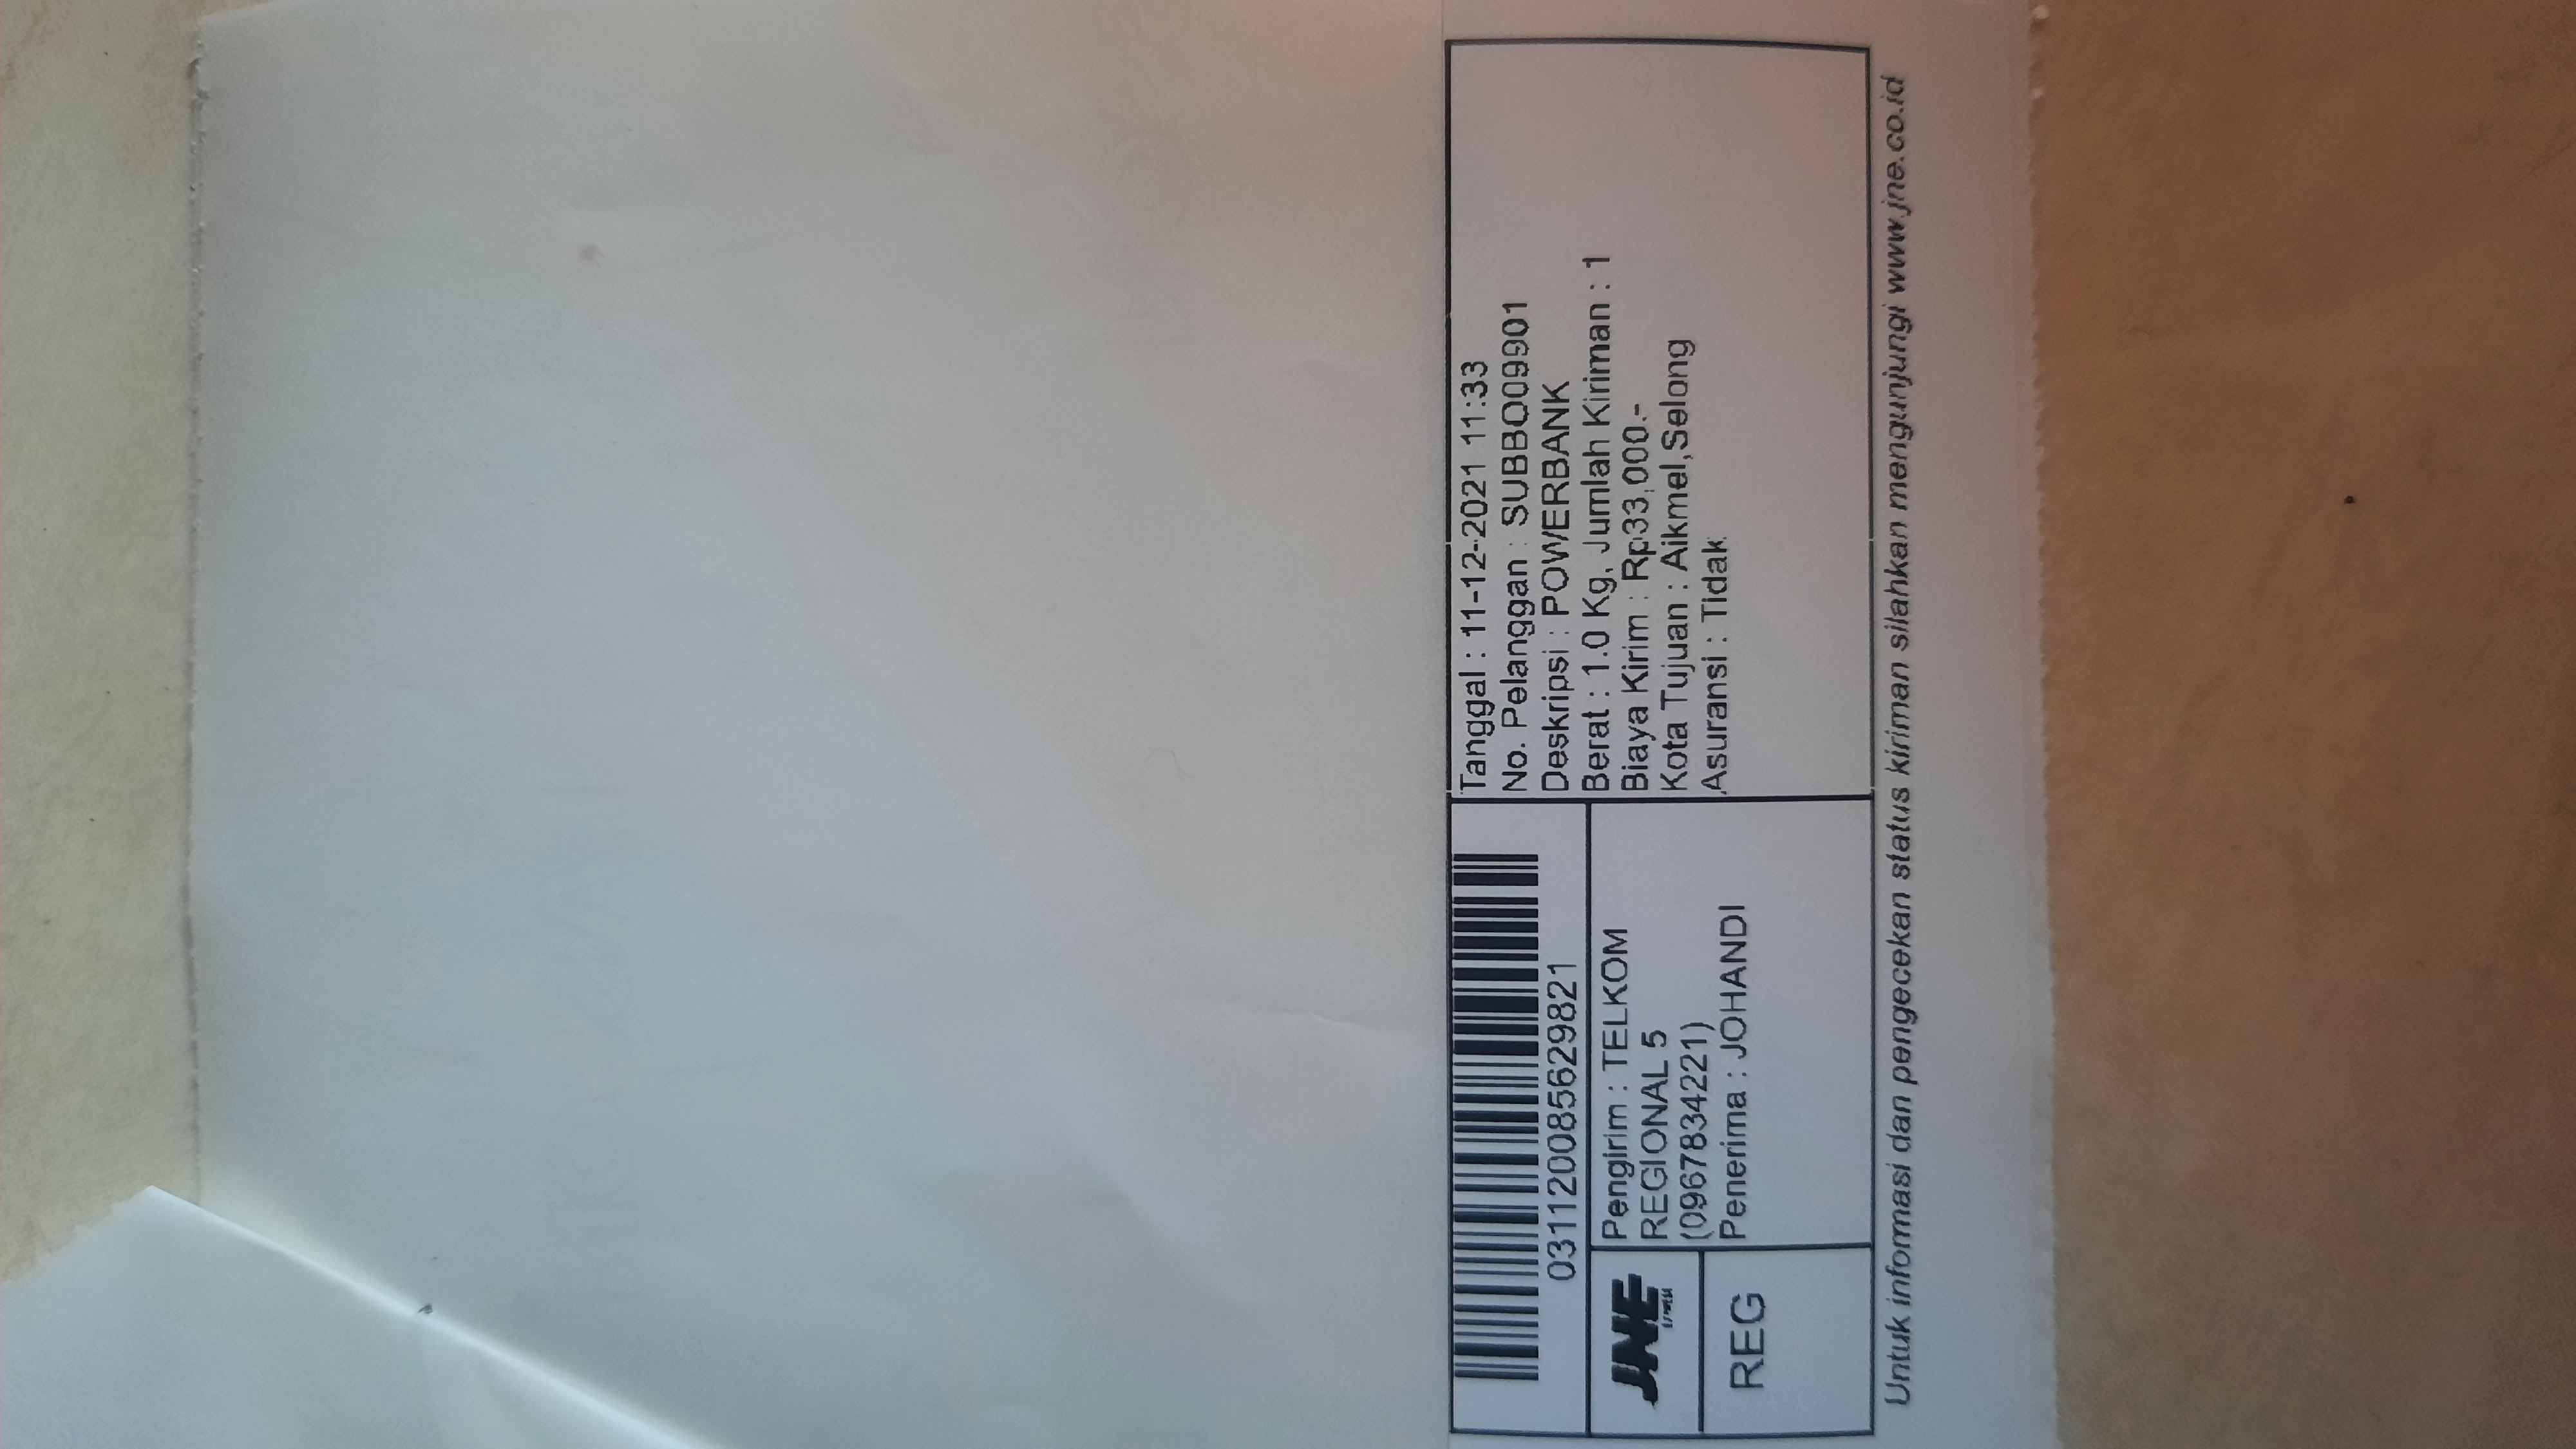 031120085629821
JNE
REG
Pengirim : TELKOM
REGIONAL 5
(0967834221)
Penerima : JOHANDI
Tanggal : 11-12-2021 11:33
No. Pelanggan : SUBBO09901
Deskripsi : POWERBANK
Berat : 1.0 Kg, Jumlah Kiriman : 1
Biaya Kirim : Rp33,000.-
Kota Tujuan : Aikmel,Selong
Asuransi : Tidak
Untuk informasi dan pengecekan status kiriman silahkan mengunjungi www.jne.co.id